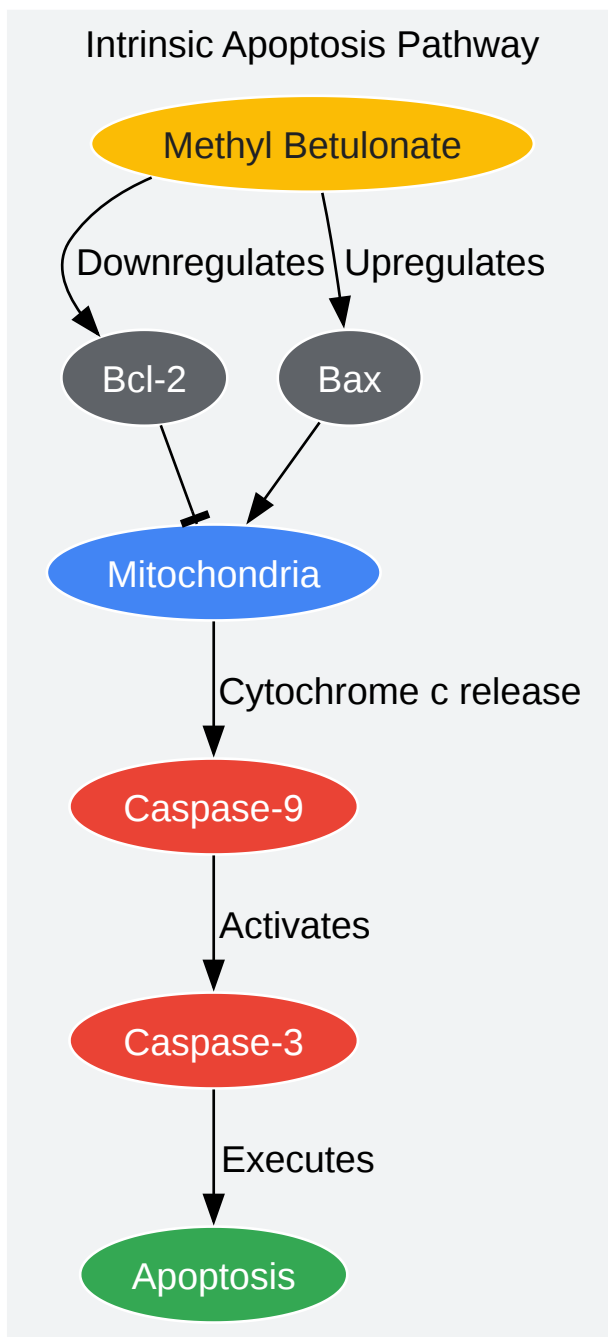 Intrinsic Apoptosis Pathway
Methyl Betulonate
Downregulates
Upregulates
Bcl-2
Bax
Mitochondria
Cytochrome c release
Caspase-9
Activates
Caspase-3
Executes
Apoptosis